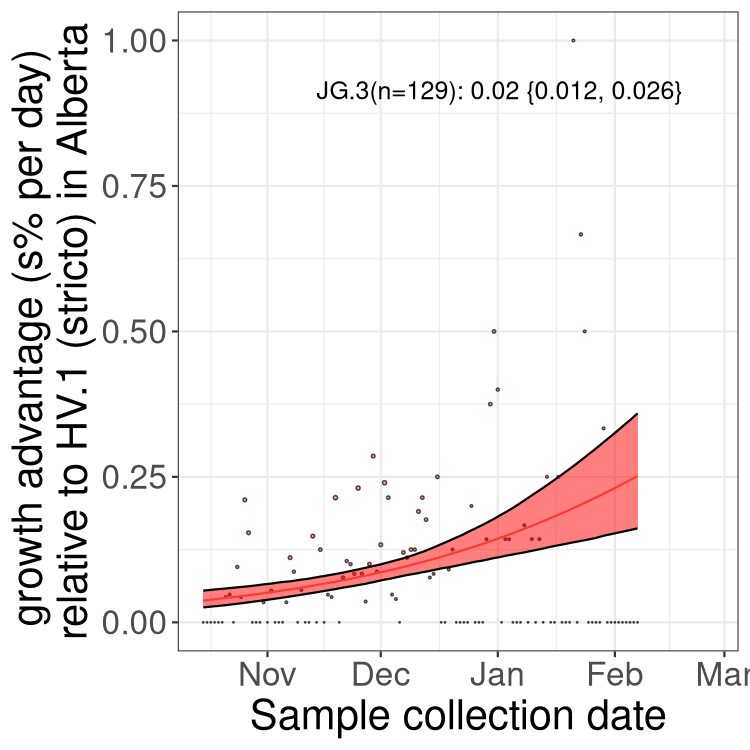 growth advantage (s% per day)
relative to HV.1 (stricto) in Alberta
1.00
0.75
0.50
0.25
0.00
JG.3(n=129): 0.02 {0.012, 0.026}
Nov Dec Jan Feb Mar
Sample collection date